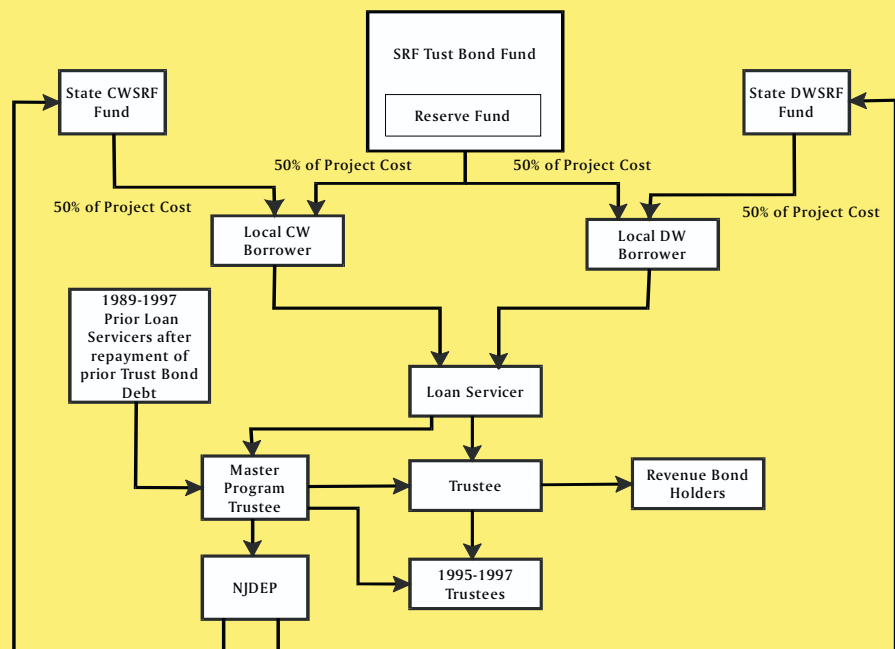 SRF Tust Bond Fund
Reserve Fund
State CWSRF
Fund
State DWSRF
Fund
50% of Project Cost
50% of Project Cost
50% of Project Cost
50% of Project Cost
Local CW
Borrower
Local DW
Borrower
1989-1997
Prior Loan
Servicers after
repayment of
prior Trust Bond
Debt
Loan Servicer
Master
Program
Trustee
Trustee
Revenue Bond
Holders
NJDEP
1995-1997
Trustees